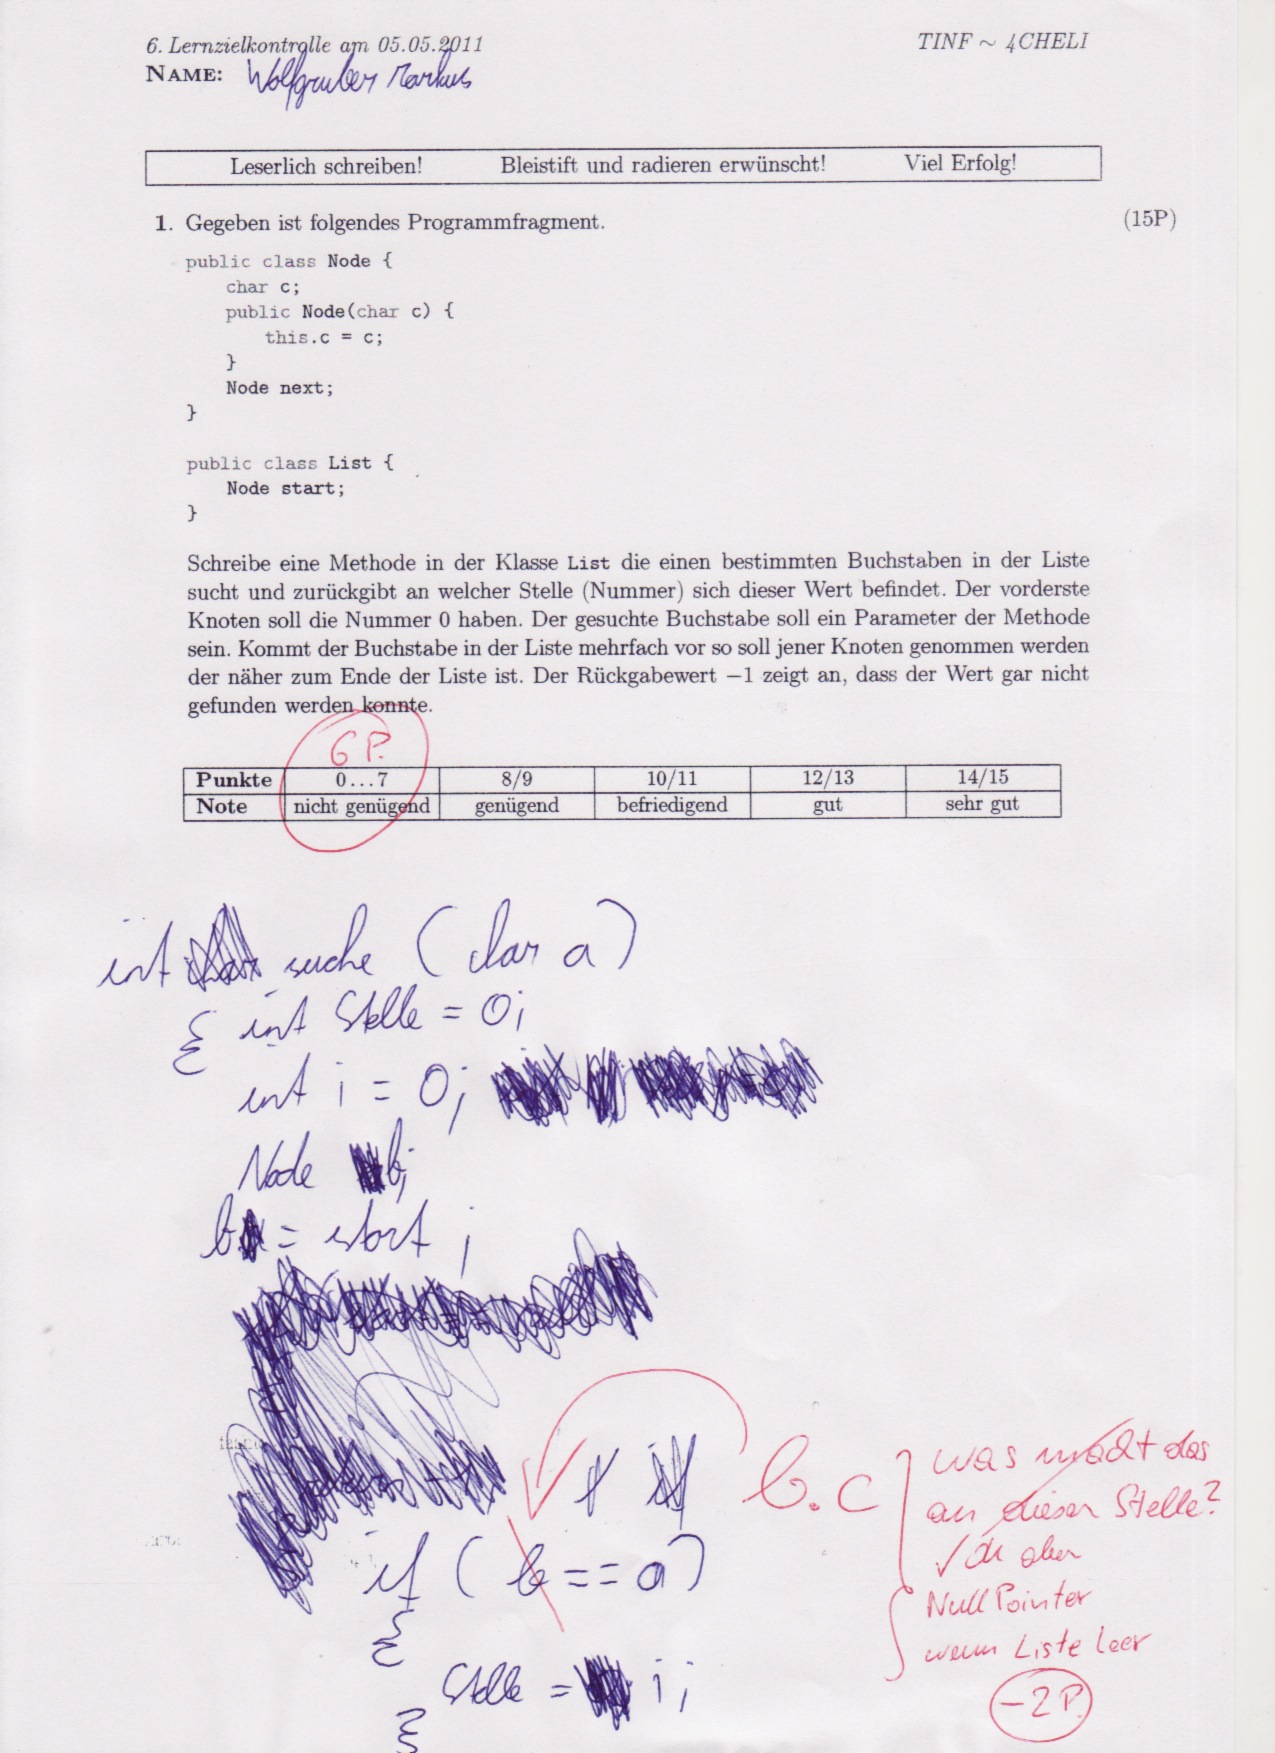 6. Lernzielkontrolle am 05.05.2011 TINF ~ 4CHELI
NAME: Wolfgruber Markus
Leserlich schreiben! Bleistift und radieren erwünscht! Viel Erfolg!
1. Gegeben ist folgendes Programmfragment. (15P)
public class Node {
char c;
public Node(char c) {
this.c = c;
}
Node next;
}
public class List {
Node start;
}
Schreibe eine Methode in der Klasse List die einen bestimmten Buchstaben in der Liste
sucht und zurückgibt an welcher Stelle (Nummer) sich dieser Wert befindet. Der vorderste
Knoten soll die Nummer 0 haben. Der gesuchte Buchstabe soll ein Parameter der Methode
sein. Kommt der Buchstabe in der Liste mehrfach vor so soll jener Knoten genommen werden
der näher zum Ende der Liste ist. Der Rückgabewert −1 zeigt an, dass der Wert gar nicht
gefunden werden konnte.
6 P.
Punkte 0...7 8/9 10/11 12/13 14/15
Note nicht genügend genügend befriedigend gut sehr gut
int suche (char a)
{ int Stelle = 0;
int i = 0;
Node b;
b = start;
b.c
was macht das
an dieser Stelle?
√ ok aber
if (b == a)
NullPointer
{
wenn Liste leer
Stelle = i;
-2P.
}